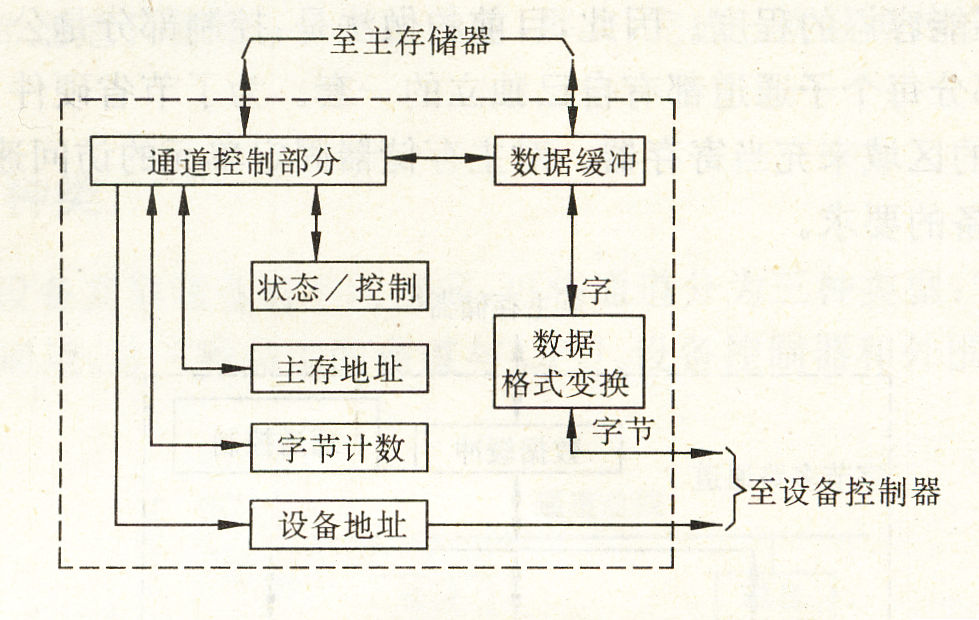 至主存储器
通道控制部分
数据缓冲
状态／控制
字
数据
格式变换
主存地址
字节
字节计数
至设备控制器
设备地址